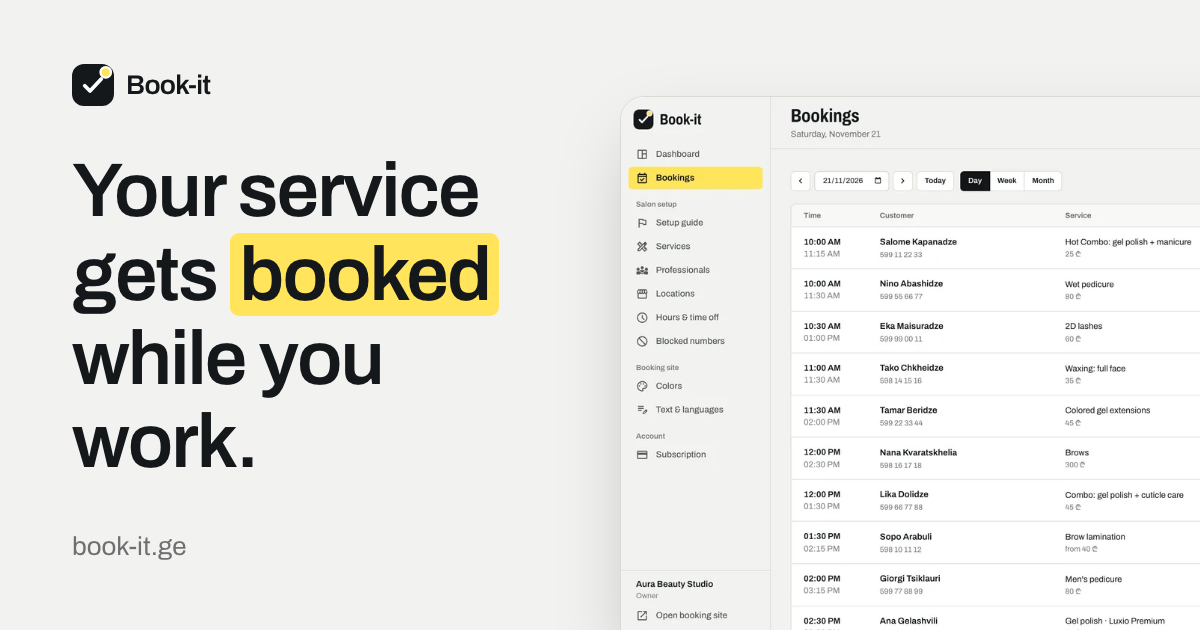 Book-it
Your service
gets booked
while you
work.
book-it.ge
Book-it
Dashboard
Bookings
Salon setup
Setup guide
Services
Professionals
Locations
Hours & time off
Blocked numbers
Booking site
Colors
Text & languages
Account
Subscription
Aura Beauty Studio
Owner
Open booking site
Bookings
Saturday, November 21
21/11/2026 Today Day Week Month
Time Customer Service
10:00 AM Salome Kapanadze Hot Combo: gel polish + manicure
11:15 AM 599 11 22 33 25 ₾
10:00 AM Nino Abashidze Wet pedicure
11:30 AM 599 55 66 77 80 ₾
10:30 AM Eka Maisuradze 2D lashes
01:00 PM 599 99 00 11 60 ₾
11:00 AM Tako Chkheidze Waxing: full face
11:30 AM 598 14 15 16 35 ₾
11:30 AM Tamar Beridze Colored gel extensions
02:00 PM 599 22 33 44 45 ₾
12:00 PM Nana Kvaratskhelia Brows
02:30 PM 598 16 17 18 300 ₾
12:00 PM Lika Dolidze Combo: gel polish + cuticle care
01:30 PM 599 66 77 88 45 ₾
01:30 PM Sopo Arabuli Brow lamination
02:15 PM 598 10 11 12 from 40 ₾
02:00 PM Giorgi Tsiklauri Men's pedicure
03:15 PM 599 77 88 99 80 ₾
02:30 PM Ana Gelashvili Gel polish · Luxio Premium